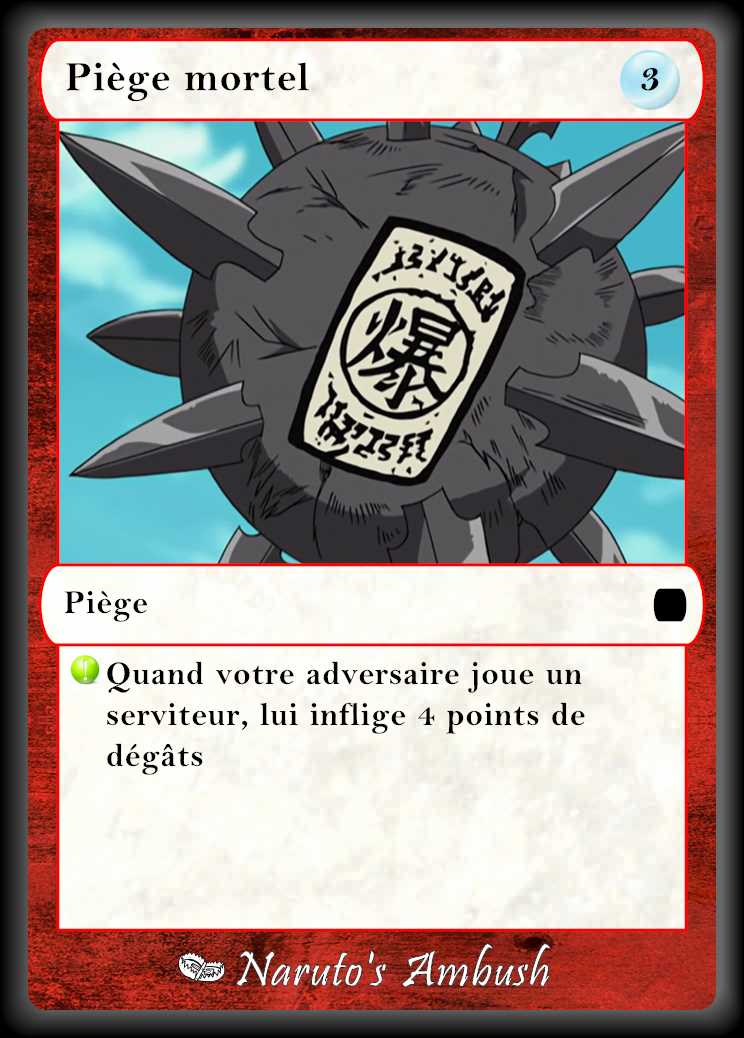 Piège mortel
3
爆
Piège
Quand votre adversaire joue un
serviteur, lui inflige 4 points de
dégâts
Naruto's Ambush